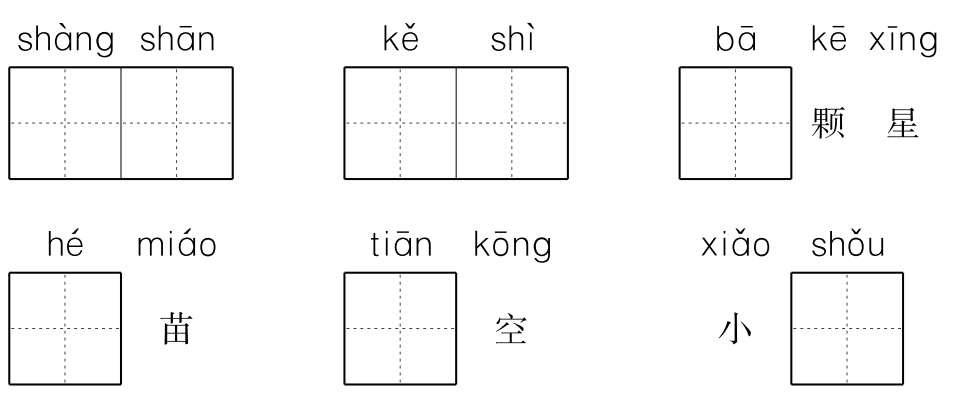 shàng shān kě shì bā kē xīng
颗 星
hé miáo tiān kōng xiǎo shǒu
苗 空 小